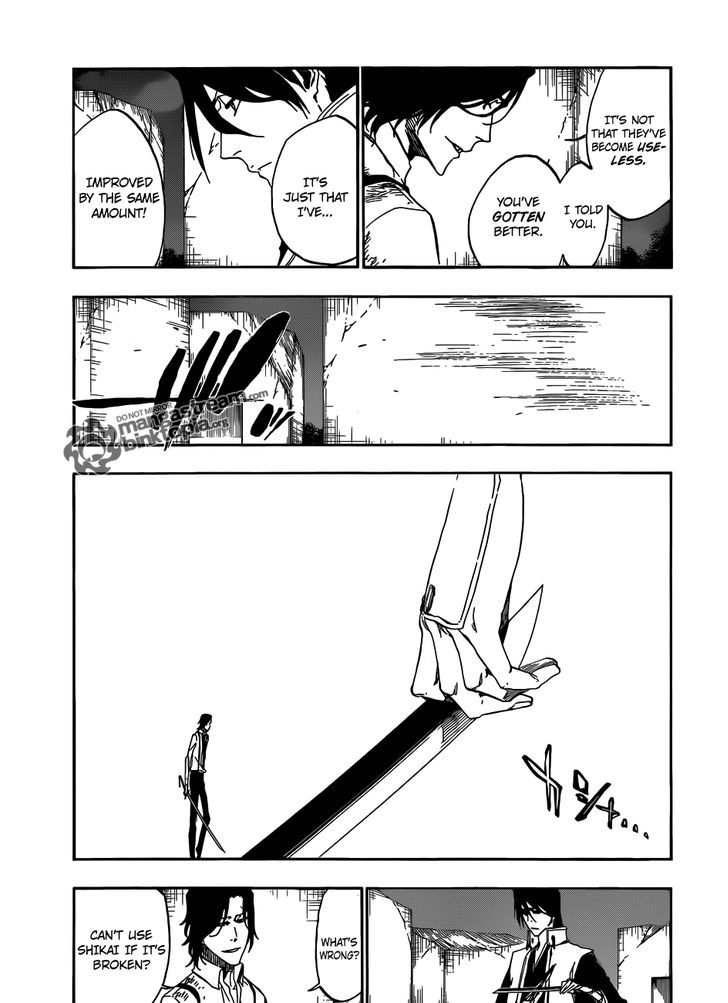 IT'S NOT
THAT THEY'VE
BECOME USE-
LESS.
I TOLD
YOU.
YOU'VE
GOTTEN
BETTER.
IT'S
JUST THAT
I'VE...
IMPROVED
BY THE SAME
AMOUNT!
DO NOT MIRROR
mangastream.com
binktopia.org
WHAT'S
WRONG?
CAN'T USE
SHIKAI IF IT'S
BROKEN?